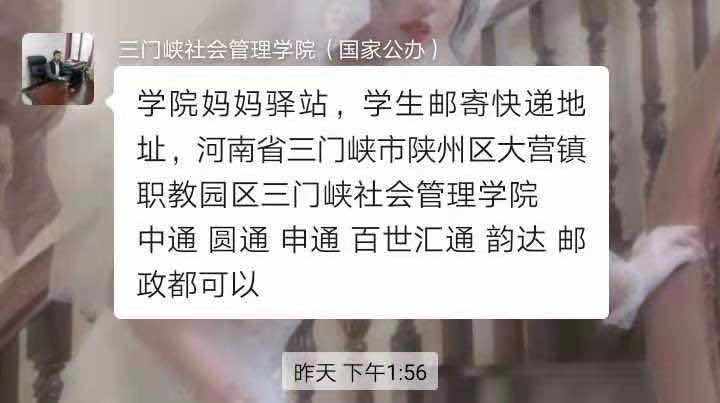 三门峡社会管理学院（国家公办）
学院妈妈驿站，学生邮寄快递地
址，河南省三门峡市陕州区大营镇
职教园区三门峡社会管理学院
中通 圆通 申通 百世汇通 韵达 邮
政都可以
昨天 下午1:56